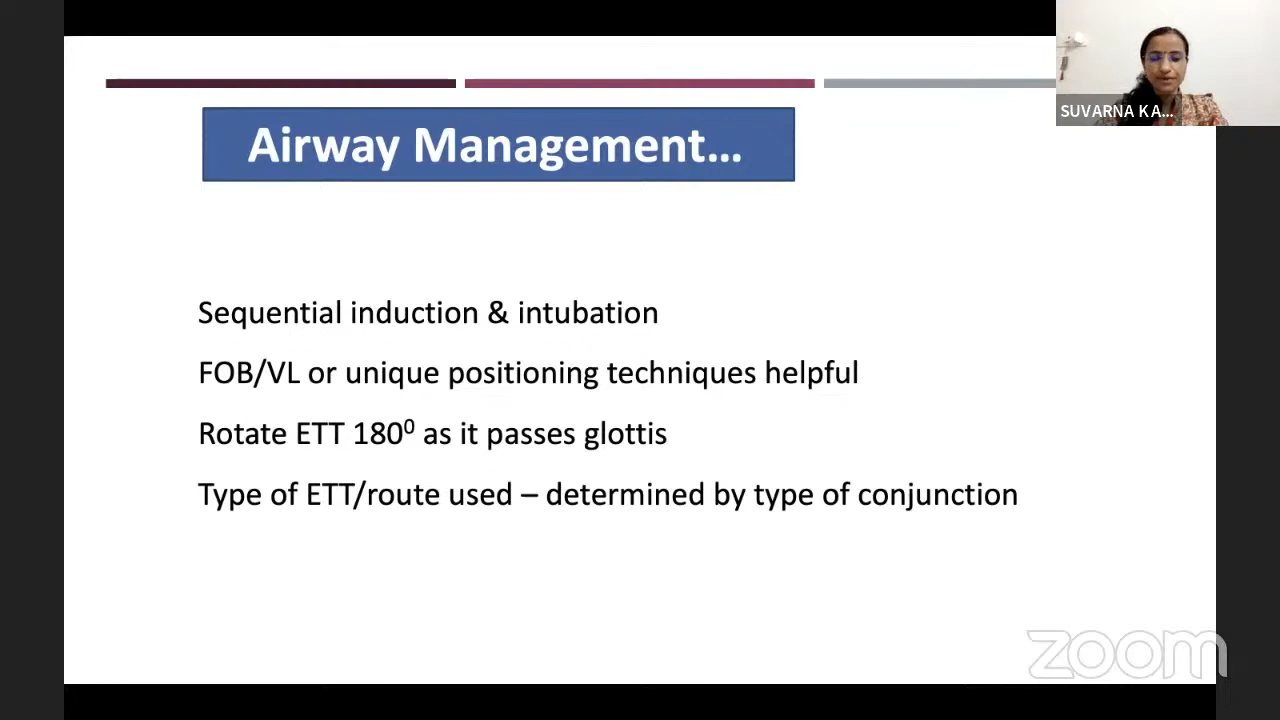 SUVARNA K A...
Airway Management...
Sequential induction & intubation
FOB/VL or unique positioning techniques helpful
Rotate ETT 180⁰ as it passes glottis
Type of ETT/route used – determined by type of conjunction
zoom